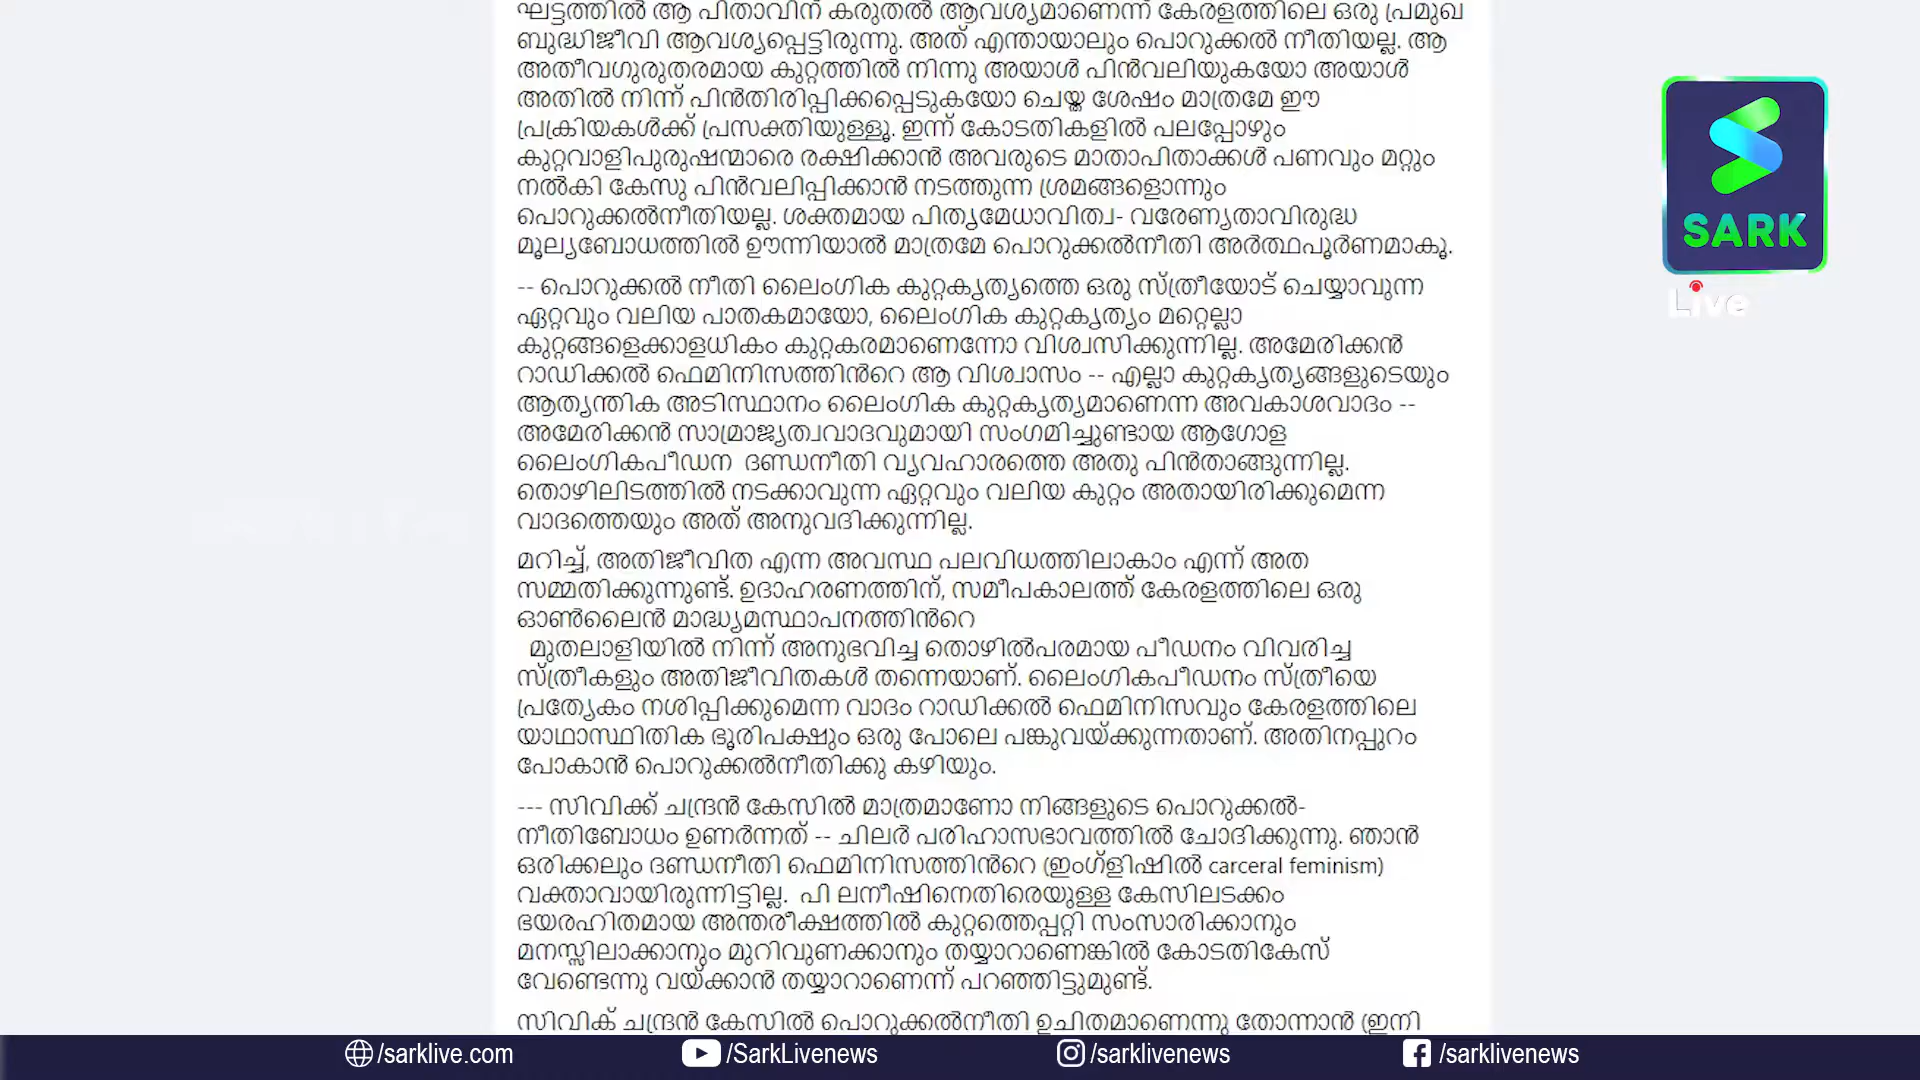 ഘട്ടത്തിൽ ആ പിതാവിന് കരുതൽ ആവശ്യമാണെന്ന് കേരളത്തിലെ ഒരു പ്രമുഖ
ബുദ്ധിജീവി ആവശ്യപ്പെട്ടിരുന്നു. അത് എന്തായാലും പൊറുക്കൽ നീതിയല്ല. ആ
അതീവഗുരുതരമായ കുറ്റത്തിൽ നിന്നു അയാൾ പിൻവലിയുകയോ അയാൾ
അതിൽ നിന്ന് പിൻതിരിപ്പിക്കപ്പെടുകയോ ചെയ്ത ശേഷം മാത്രമേ ഈ
പ്രക്രിയകൾക്ക് പ്രസക്തിയുള്ളൂ. ഇന്ന് കോടതികളിൽ പലപ്പോഴും
കുറ്റവാളിപുരുഷന്മാരെ രക്ഷിക്കാൻ അവരുടെ മാതാപിതാക്കൾ പണവും മറ്റും
നൽകി കേസു പിൻവലിപ്പിക്കാൻ നടത്തുന്ന ശ്രമങ്ങളൊന്നും
പൊറുക്കൽനീതിയല്ല. ശക്തമായ പിതൃമേധാവിത്വ- വരേണ്യതാവിരുദ്ധ
മൂല്യബോധത്തിൽ ഊന്നിയാൽ മാത്രമേ പൊറുക്കൽനീതി അർത്ഥപൂർണമാകൂ.
-- പൊറുക്കൽ നീതി ലൈംഗിക കുറ്റകൃത്യത്തെ ഒരു സ്ത്രീയോട് ചെയ്യാവുന്ന
ഏറ്റവും വലിയ പാതകമായോ, ലൈംഗിക കുറ്റകൃത്യം മറ്റെല്ലാ
കുറ്റങ്ങളെക്കാളധികം കുറ്റകരമാണെന്നോ വിശ്വസിക്കുന്നില്ല. അമേരിക്കൻ
റാഡിക്കൽ ഫെമിനിസത്തിൻറെ ആ വിശ്വാസം -- എല്ലാ കുറ്റകൃത്യങ്ങളുടെയും
ആത്യന്തിക അടിസ്ഥാനം ലൈംഗിക കുറ്റകൃത്യമാണെന്ന അവകാശവാദം --
അമേരിക്കൻ സാമ്രാജ്യത്വവാദവുമായി സംഗമിച്ചുണ്ടായ ആഗോള
ലൈംഗികപീഡന ദണ്ഡനീതി വ്യവഹാരത്തെ അതു പിൻതാങ്ങുന്നില്ല.
തൊഴിലിടത്തിൽ നടക്കാവുന്ന ഏറ്റവും വലിയ കുറ്റം അതായിരിക്കുമെന്ന
വാദത്തെയും അത് അനുവദിക്കുന്നില്ല.
മറിച്ച്, അതിജീവിത എന്ന അവസ്ഥ പലവിധത്തിലാകാം എന്ന് അത
സമ്മതിക്കുന്നുണ്ട്. ഉദാഹരണത്തിന്, സമീപകാലത്ത് കേരളത്തിലെ ഒരു
ഓൺലൈൻ മാദ്ധ്യമസ്ഥാപനത്തിൻറെ
മുതലാളിയിൽ നിന്ന് അനുഭവിച്ച തൊഴിൽപരമായ പീഡനം വിവരിച്ച
സ്ത്രീകളും അതിജീവിതകൾ തന്നെയാണ്. ലൈംഗികപീഡനം സ്ത്രീയെ
പ്രത്യേകം നശിപ്പിക്കുമെന്ന വാദം റാഡിക്കൽ ഫെമിനിസവും കേരളത്തിലെ
യാഥാസ്ഥിതിക ഭൂരിപക്ഷും ഒരു പോലെ പങ്കുവയ്ക്കുന്നതാണ്. അതിനപ്പുറം
പോകാൻ പൊറുക്കൽനീതിക്കു കഴിയും.
--- സിവിക്ക് ചന്ദ്രൻ കേസിൽ മാത്രമാണോ നിങ്ങളുടെ പൊറുക്കൽ-
നീതിബോധം ഉണർന്നത് -- ചിലർ പരിഹാസഭാവത്തിൽ ചോദിക്കുന്നു. ഞാൻ
ഒരിക്കലും ദണ്ഡനീതി ഫെമിനിസത്തിൻറെ (ഇംഗ്ളിഷിൽ carceral feminism)
വക്താവായിരുന്നിട്ടില്ല. പി ലനീഷിനെതിരെയുള്ള കേസിലടക്കം
ഭയരഹിതമായ അന്തരീക്ഷത്തിൽ കുറ്റത്തെപ്പറ്റി സംസാരിക്കാനും
മനസ്സിലാക്കാനും മുറിവുണക്കാനും തയ്യാറാണെങ്കിൽ കോടതികേസ്
വേണ്ടെന്നു വയ്ക്കാൻ തയ്യാറാണെന്ന് പറഞ്ഞിട്ടുമുണ്ട്.
സിവിക് ചന്ദ്രൻ കേസിൽ പൊറുക്കൽനീതി ഉചിതമാണെന്നു തോന്നാൻ (ഇനി
SARK
Live
/sarklive.com
/SarkLivenews
/sarklivenews
/sarklivenews